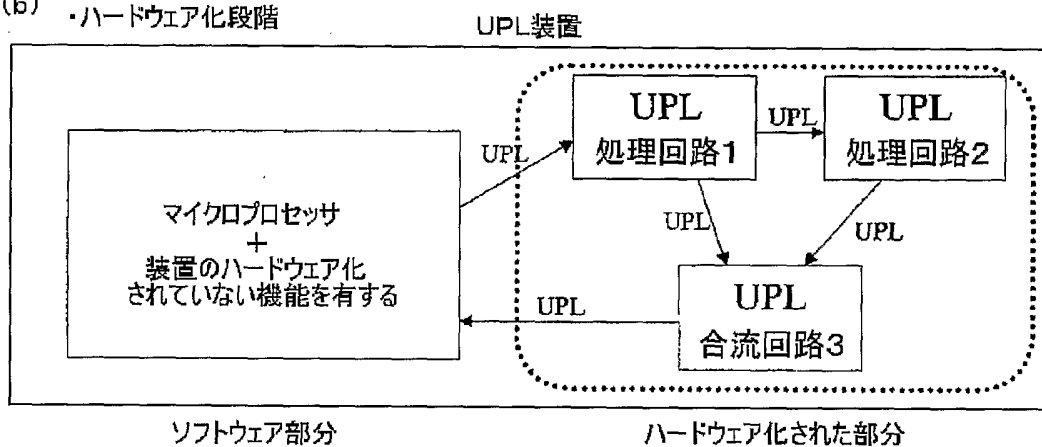 (b)
・ハードウェア化段階
UPL装置
UPL
処理回路1
UPL
UPL
処理回路2
UPL
マイクロプロセッサ
+
装置のハードウェア化
されていない機能を有する
UPL
UPL
UPL
合流回路3
UPL
ソフトウェア部分
ハードウェア化された部分